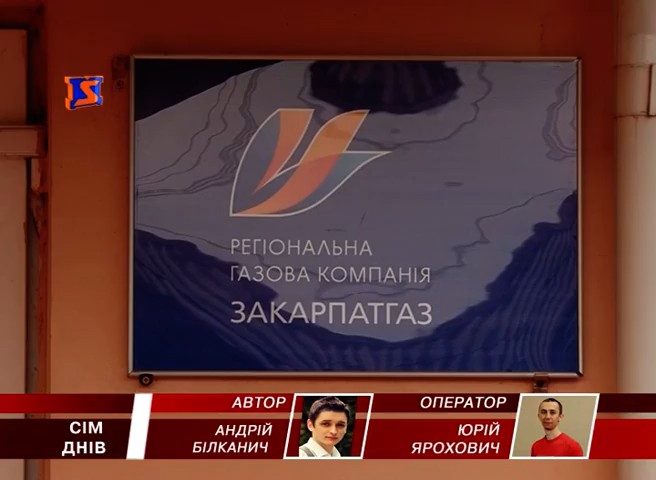 S
РЕГІОНАЛЬНА
ГАЗОВА КОМПАНІЯ
ЗАКАРПАТГАЗ
СІМ
ДНІВ
АВТОР
АНДРІЙ
БІЛКАНИЧ
ОПЕРАТОР
ЮРІЙ
ЯРОХОВИЧ